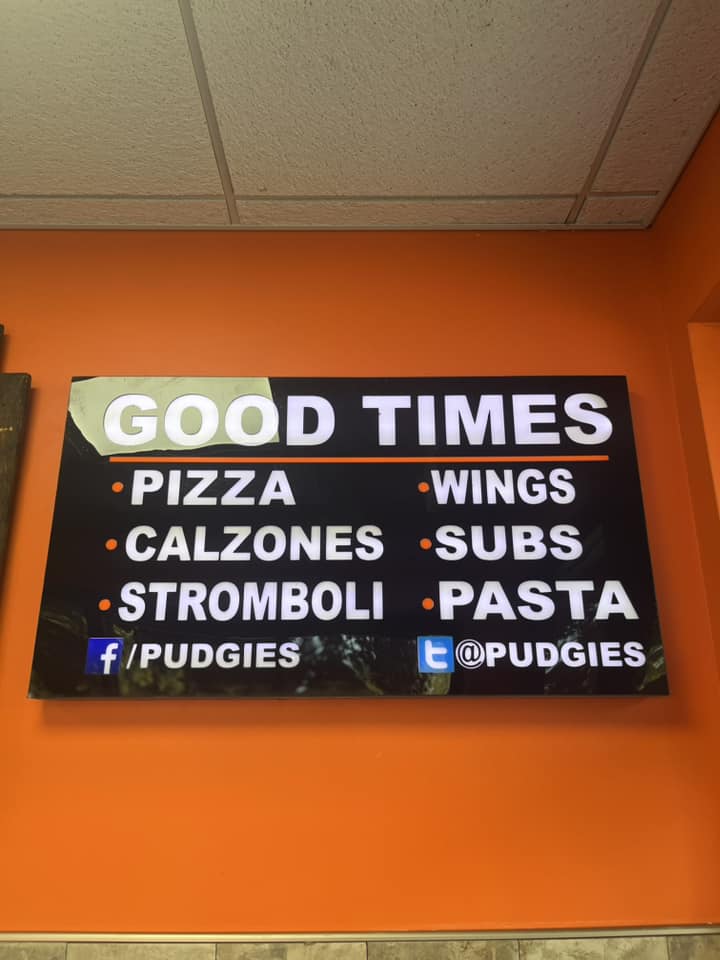 GOOD TIMES
•PIZZA •WINGS
•CALZONES •SUBS
•STROMBOLI •PASTA
f/PUDGIES t@PUDGIES